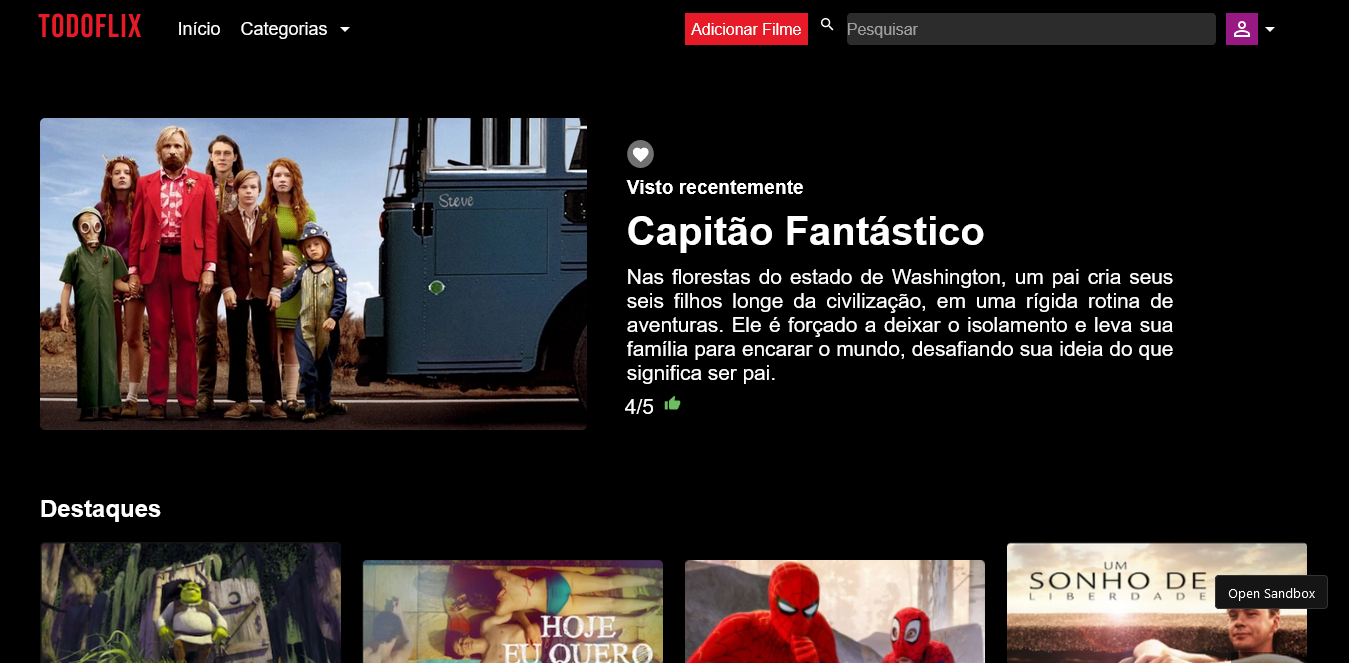 TODOFLIX
Início
Categorias
Adicionar Filme
Pesquisar
Steve
Visto recentemente
Capitão Fantástico
Nas florestas do estado de Washington, um pai cria seus
seis filhos longe da civilização, em uma rígida rotina de
aventuras. Ele é forçado a deixar o isolamento e leva sua
família para encarar o mundo, desafiando sua ideia do que
significa ser pai.
4/5
Destaques
HOJE
EU QUERO
UM
SONHO DE
LIBERDADE
Open Sandbox